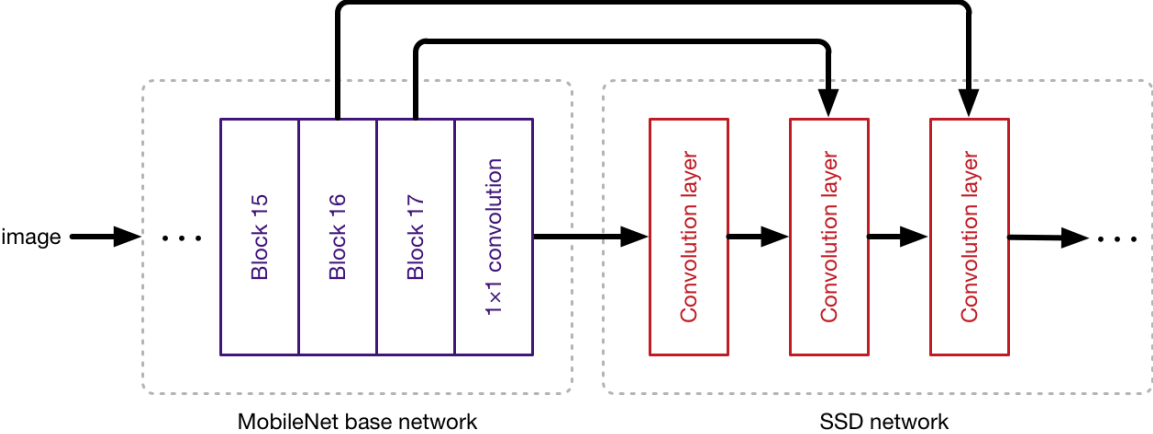 image
...
Block 15
Block 16
Block 17
1×1 convolution
Convolution layer
Convolution layer
Convolution layer
...
MobileNet base network
SSD network